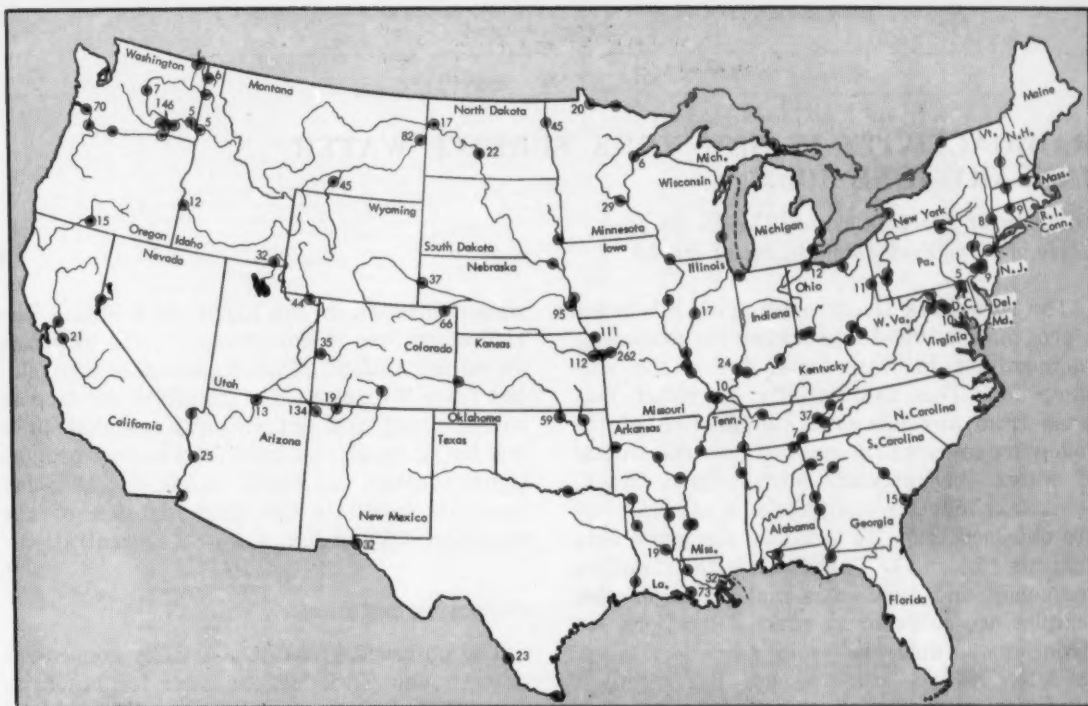 Washington
6
Montana
7
146
5
5
70
12
15
Oregon
Idaho
32
Nevada
21
California
25
Utah
13
Arizona
134
19
35
44
Wyoming
45
82
17
North Dakota
22
45
20
South Dakota
Nebraska
37
66
Colorado
Kansas
Oklahoma
59
Texas
New Mexico
32
23
95
111
112
262
Missouri
Arkansas
Minnesota
Iowa
29
6
Wisconsin
Mich.
Michigan
Illinois
17
24
10
Indiana
Ohio
12
11
Kentucky
Tenn.
7
37
4
5
W. Va.
Virginia
N. Carolina
S. Carolina
15
Georgia
Alabama
Miss.
19
La.
73
32
Florida
Pa.
5
9
N. J.
D.C.
10
Del.
Md.
New York
8
9
Vt.
N. H.
Maine
Mass.
R. I.
Conn.